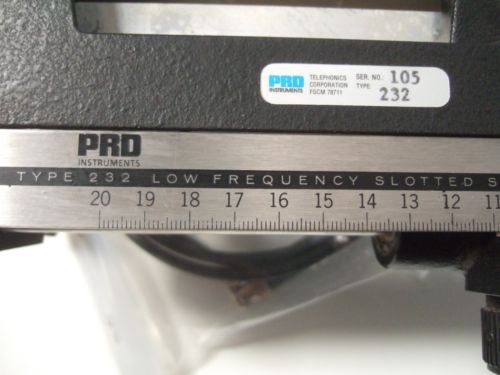 PRD INSTRUMENTS
TELEPHONICS CORPORATION FSCM 78711
SER. NO.: 105
TYPE: 232
PRD
INSTRUMENTS
TYPE 232 LOW FREQUENCY SLOTTED S
20 19 18 17 16 15 14 13 12 11